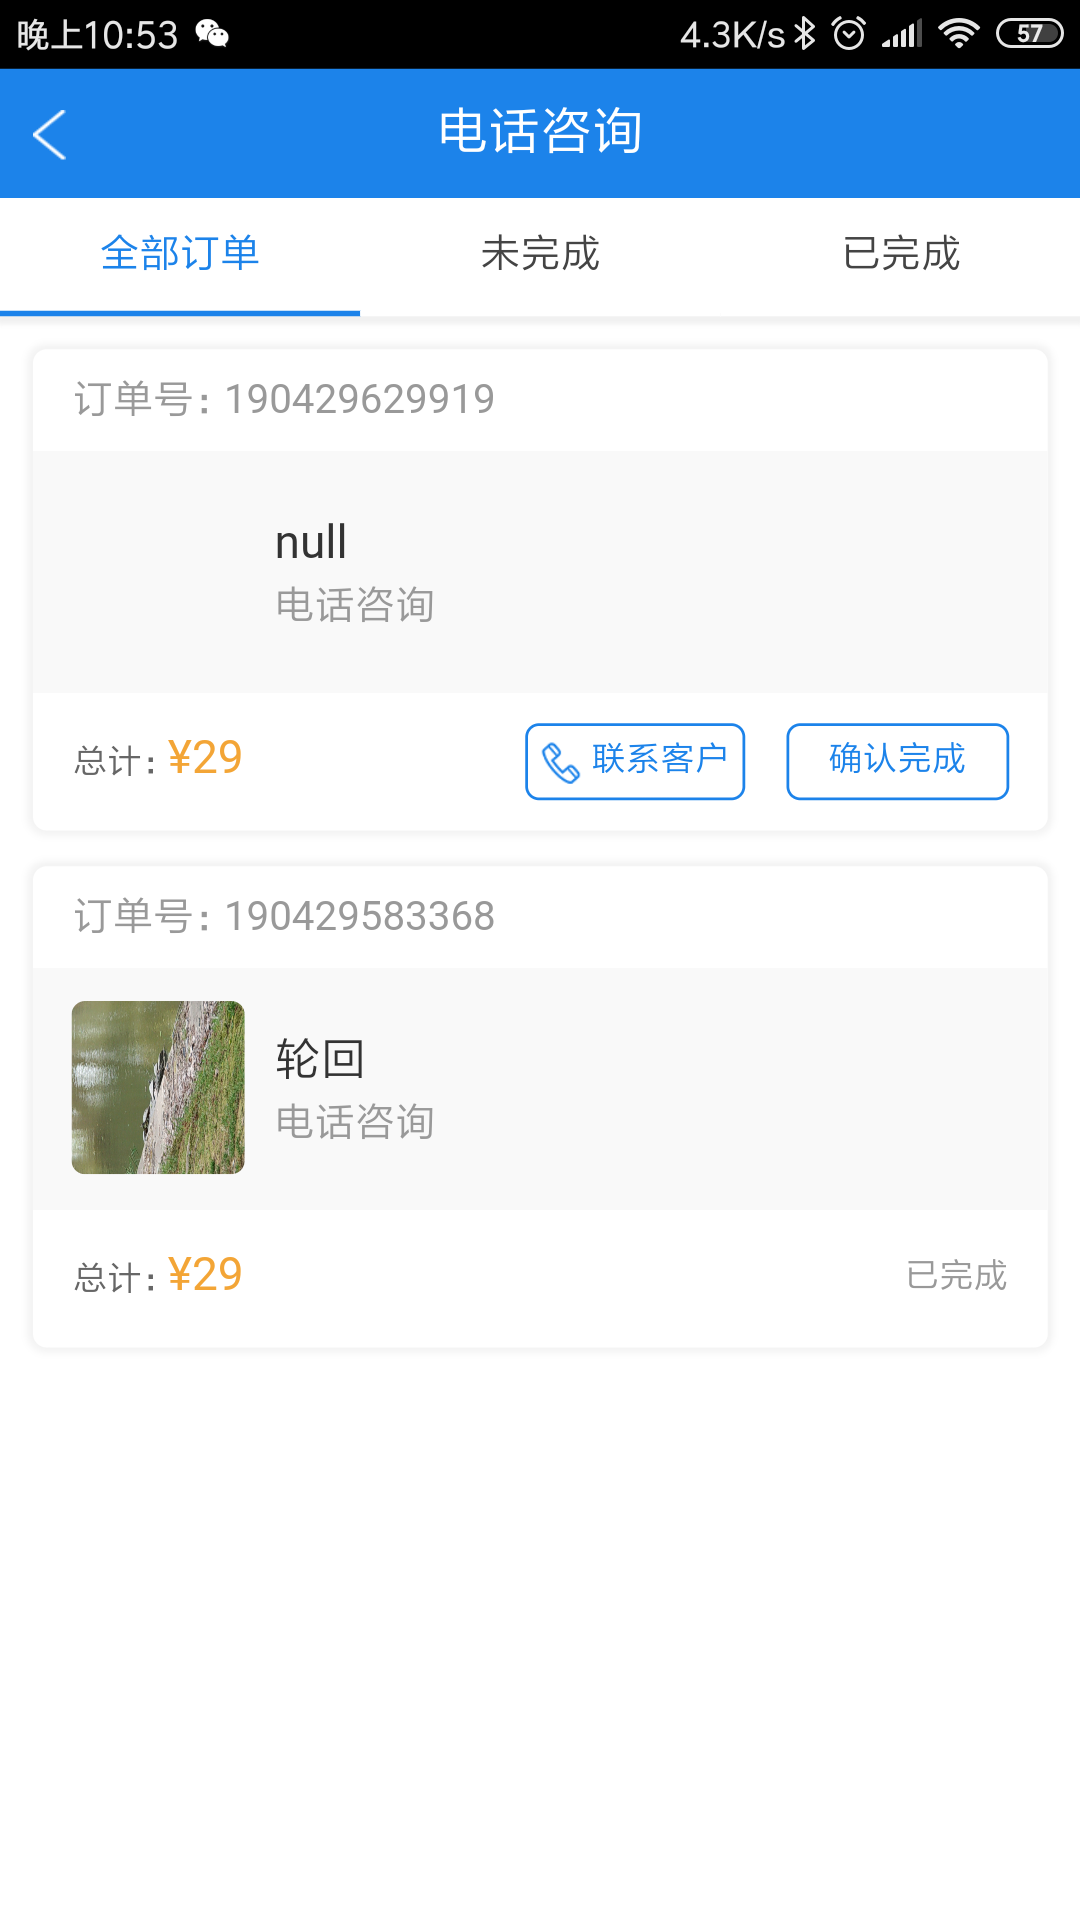 晚上10:53 4.3K/s 57
电话咨询
全部订单 未完成 已完成
订单号：190429629919
null
电话咨询
总计：¥29 联系客户 确认完成
订单号：190429583368
轮回
电话咨询
总计：¥29 已完成